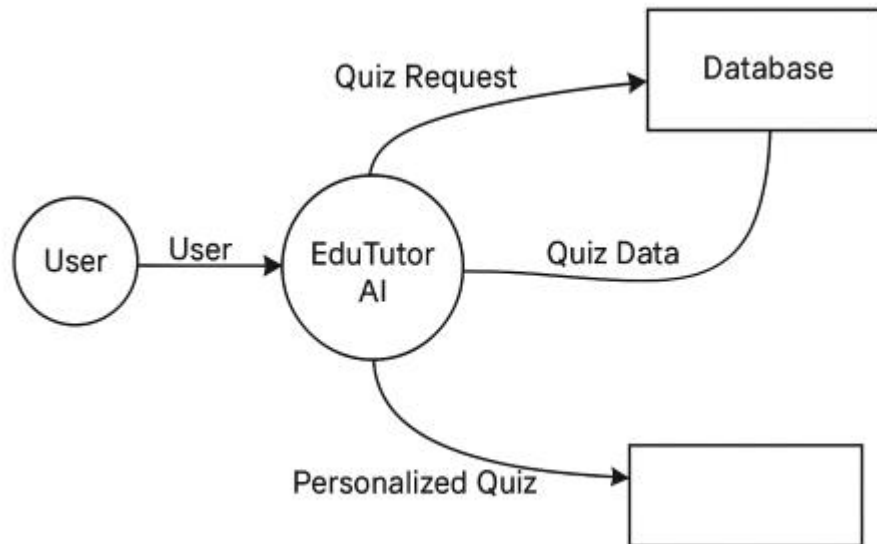 Quiz Request
Database
User
User
EduTutor
AI
Quiz Data
Personalized Quiz